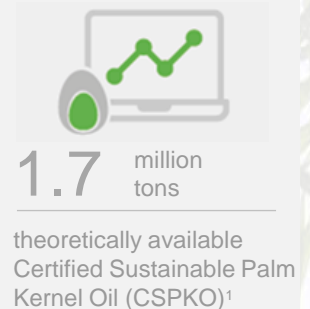 1.7 million
tons
theoretically available
Certified Sustainable Palm
Kernel Oil (CSPKO)¹